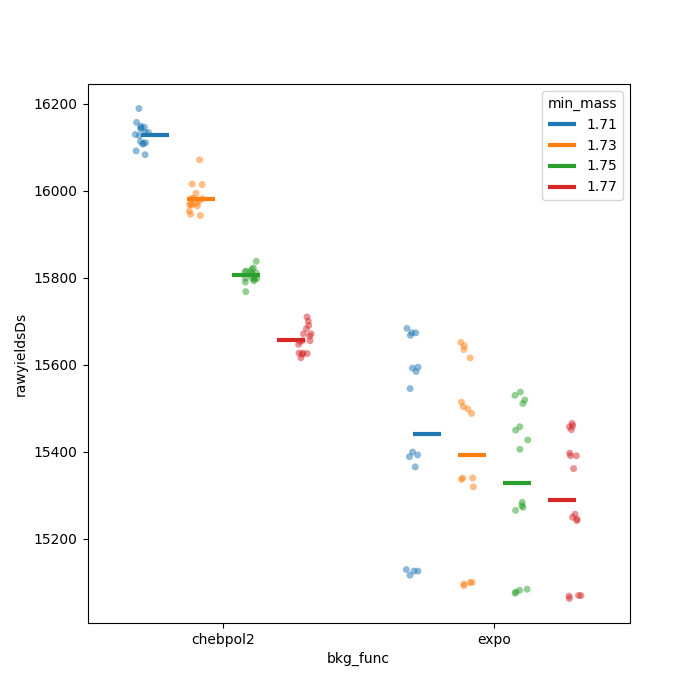 16200
16000
15800
15600
15400
15200
rawyieldsDs
min_mass
1.71
1.73
1.75
1.77
chebpol2
expo
bkg_func